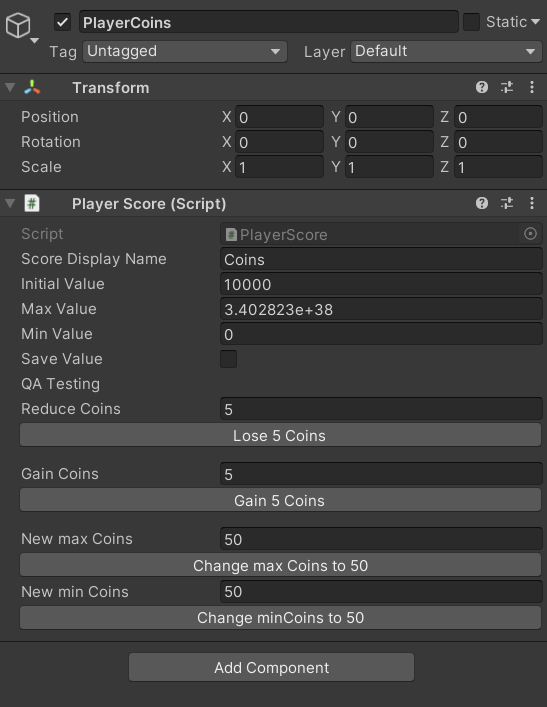 PlayerCoins Static
Tag Untagged Layer Default
Transform
Position X 0 Y 0 Z 0
Rotation X 0 Y 0 Z 0
Scale X 1 Y 1 Z 1
# Player Score (Script)
Script # PlayerScore
Score Display Name Coins
Initial Value 10000
Max Value 3.402823e+38
Min Value 0
Save Value
QA Testing
Reduce Coins 5
Lose 5 Coins
Gain Coins 5
Gain 5 Coins
New max Coins 50
Change max Coins to 50
New min Coins 50
Change minCoins to 50
Add Component